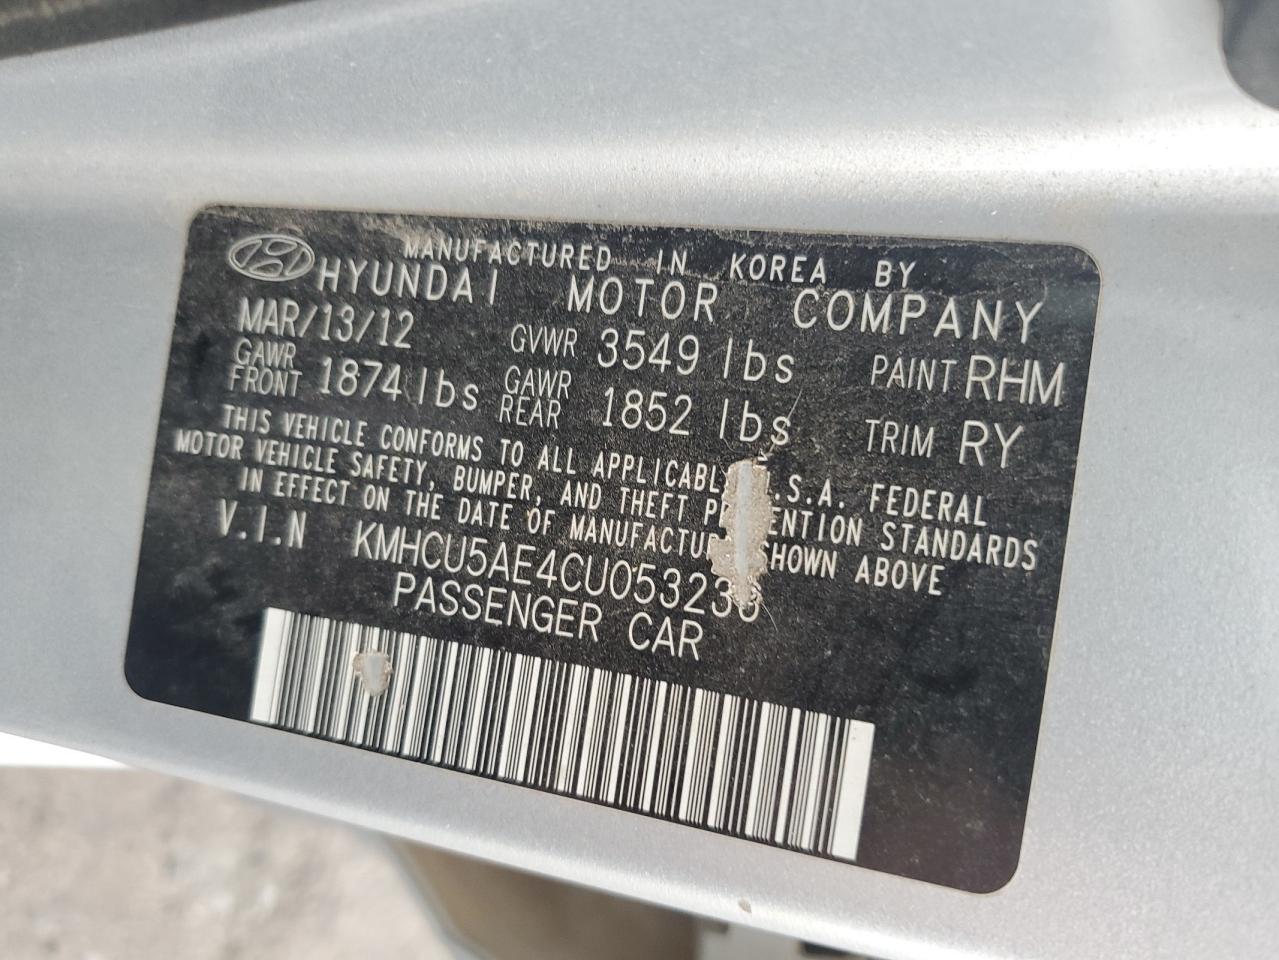 MANUFACTURED IN KOREA BY
HYUNDAI MOTOR COMPANY
MAR/13/12 GVWR 3549 lbs PAINT RHM
GAWR FRONT 1874 lbs GAWR REAR 1852 lbs TRIM RY
THIS VEHICLE CONFORMS TO ALL APPLICABL .S.A. FEDERAL
MOTOR VEHICLE SAFETY, BUMPER, AND THEFT P ENTION STANDARDS
IN EFFECT ON THE DATE OF MANUFACTU SHOWN ABOVE
V.I.N KMHCU5AE4CU053236
PASSENGER CAR